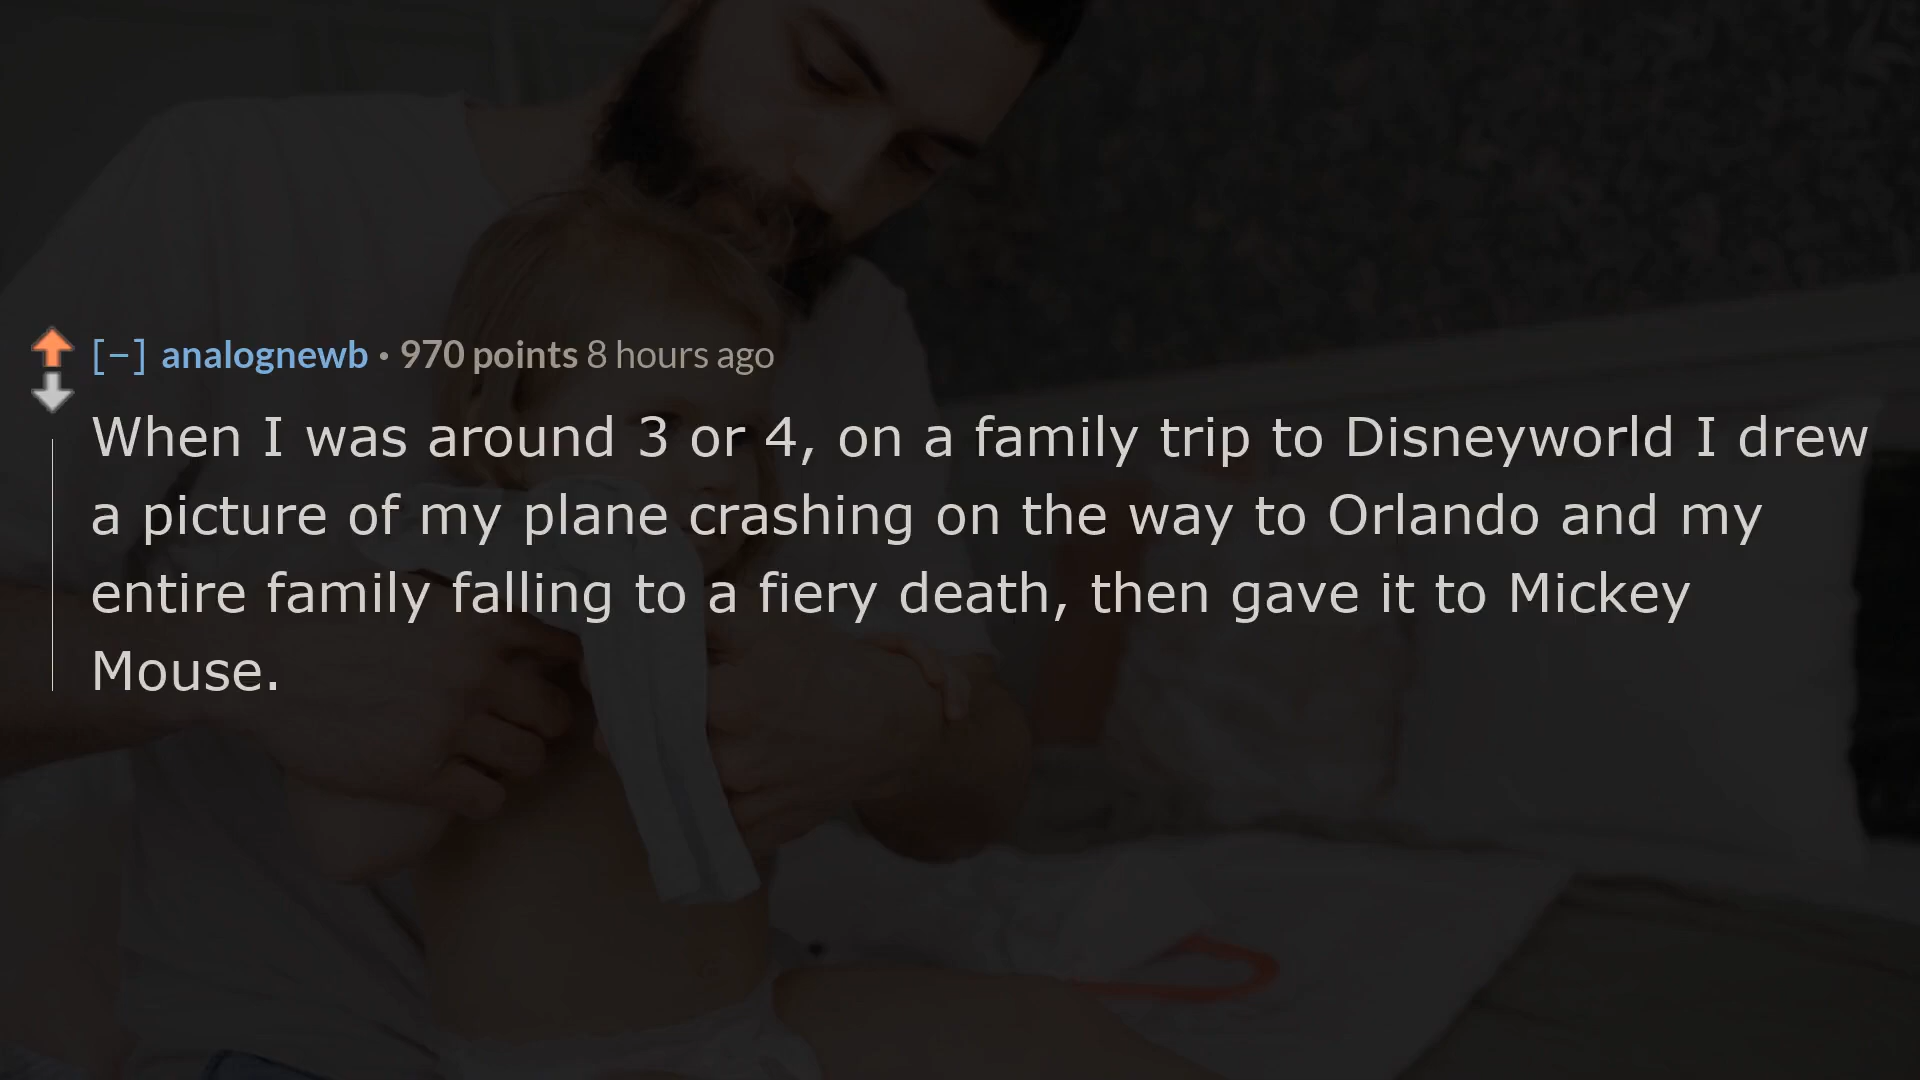 [–] analognewb • 970 points 8 hours ago
When I was around 3 or 4, on a family trip to Disneyworld I drew
a picture of my plane crashing on the way to Orlando and my
entire family falling to a fiery death, then gave it to Mickey
Mouse.